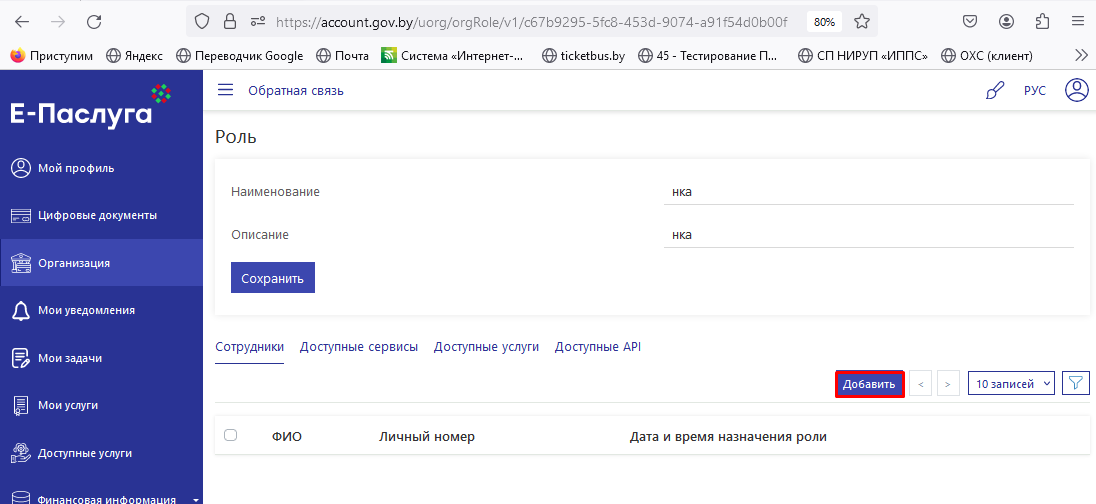 https://account.gov.by/uorg/orgRole/v1/c67b9295-5fc8-453d-9074-a91f54d0b00f 80%
Приступим Яндекс Переводчик Google Почта Система «Интернет-... ticketbus.by 45 - Тестирование П... СП НИРУП «ИППС» ОХС (клиент)
Е-Паслуга
Обратная связь РУС
Роль
Мой профиль
Наименование нка
Цифровые документы
Описание нка
Организация
Сохранить
Мои уведомления
Сотрудники Доступные сервисы Доступные услуги Доступные API
Мои задачи
Добавить < > 10 записей
Мои услуги
ФИО Личный номер Дата и время назначения роли
Доступные услуги
Финансовая информация